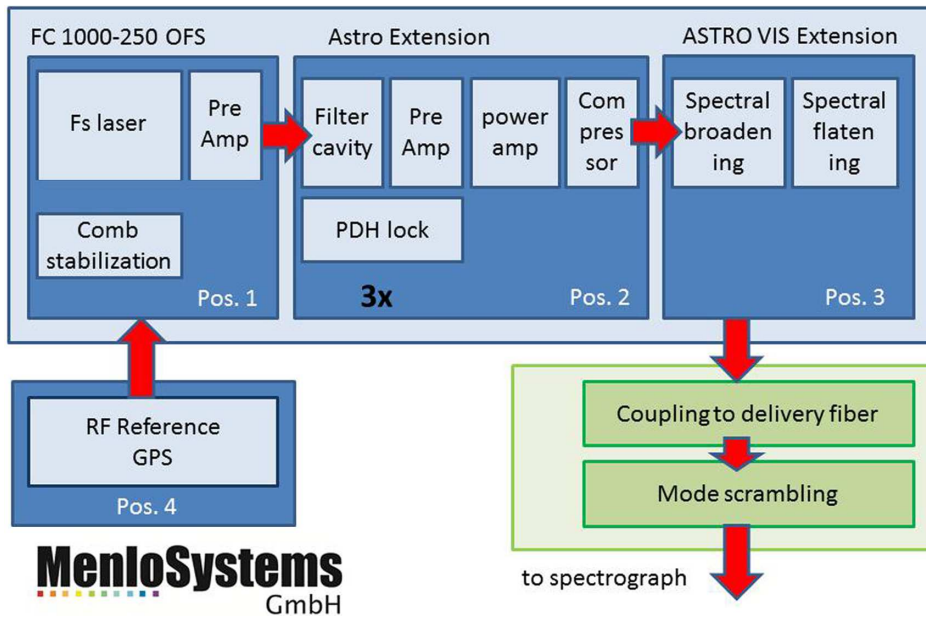 FC 1000-250 OFS
Astro Extension
ASTRO VIS Extension
Fs laser
Pre
Amp
Filter
cavity
Pre
Amp
power
amp
Com
pres
sor
Spectral
broaden
ing
Spectral
flaten
ing
Comb
stabilization
PDH lock
Pos. 1
3x
Pos. 2
Pos. 3
RF Reference
GPS
Pos. 4
Coupling to delivery fiber
Mode scrambling
to spectrograph
MenloSystems
GmbH